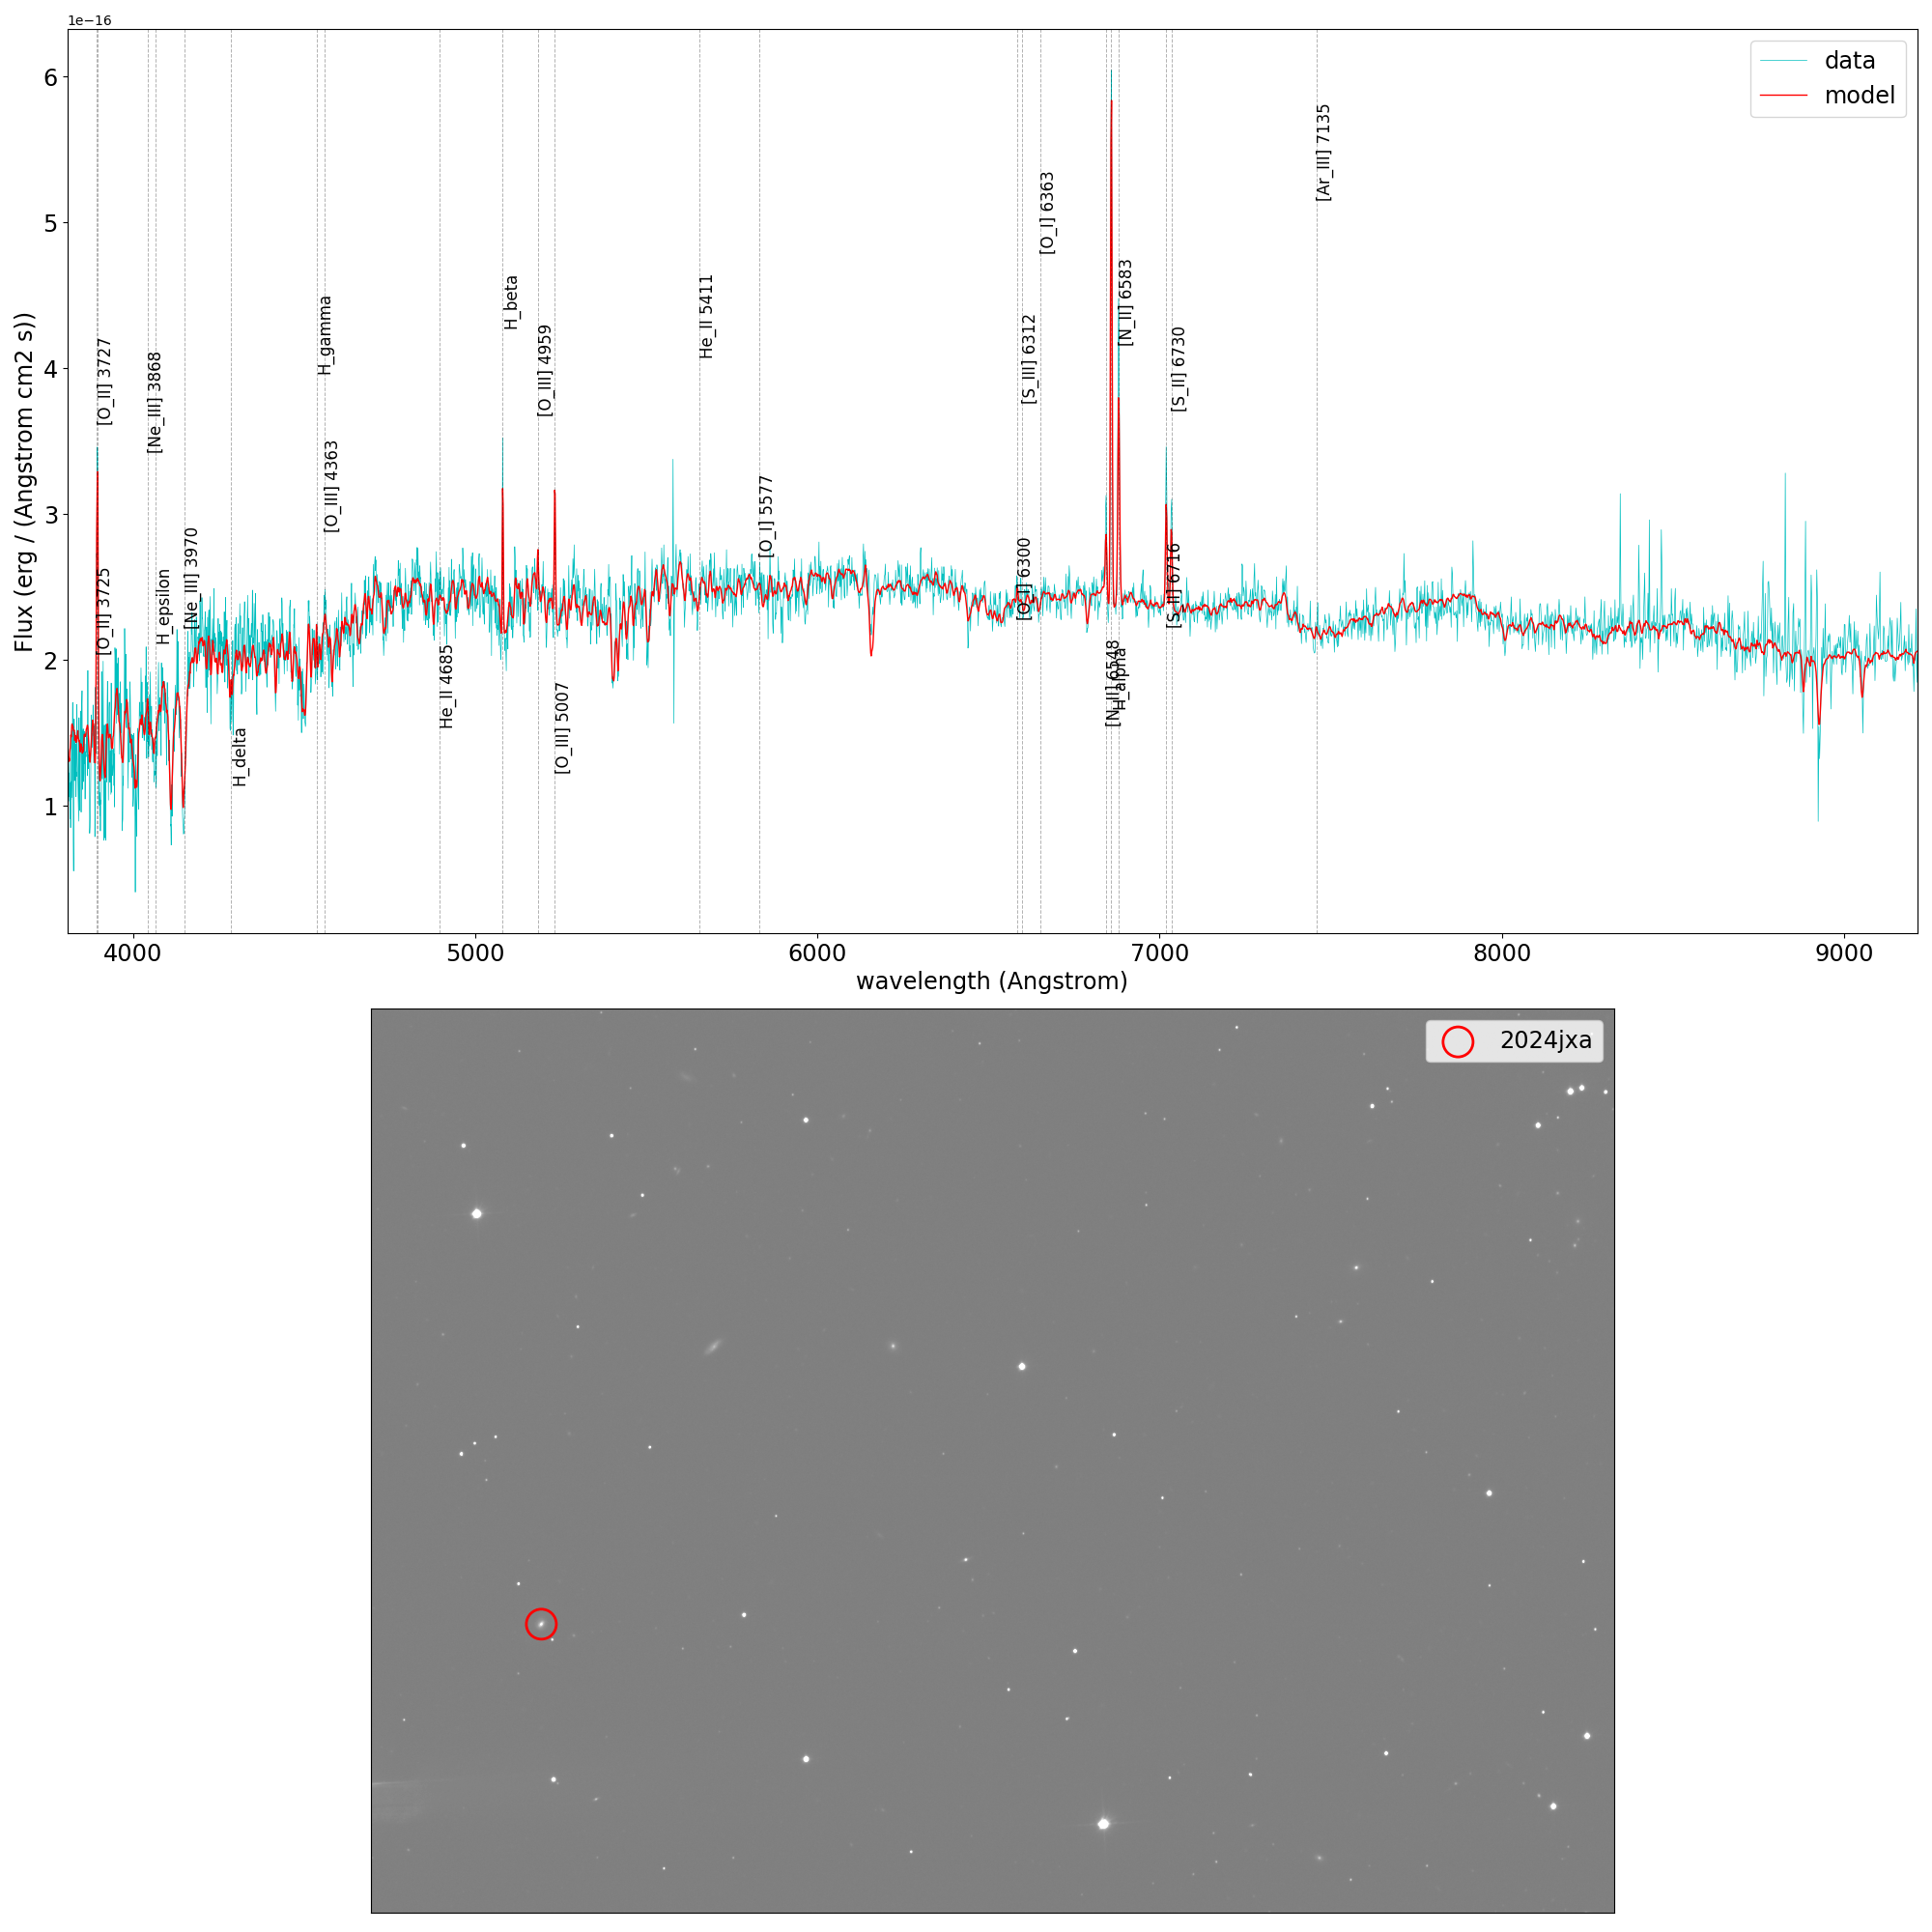 1e−16
data
model
6
5
4
3
2
1
Flux (erg / (Angstrom cm2 s))
[O_II] 3727
[O_II] 3725
[Ne_III] 3868
H_epsilon
[Ne_III] 3970
H_delta
H_gamma
[O_III] 4363
He_II 4685
H_beta
[O_III] 4959
[O_III] 5007
He_II 5411
[O_I] 5577
[O_I] 6300
[S_III] 6312
[O_I] 6363
[N_II] 6548
H_alpha
[N_II] 6583
[S_II] 6716
[S_II] 6730
[Ar_III] 7135
4000 5000 6000 7000 8000 9000
wavelength (Angstrom)
2024jxa